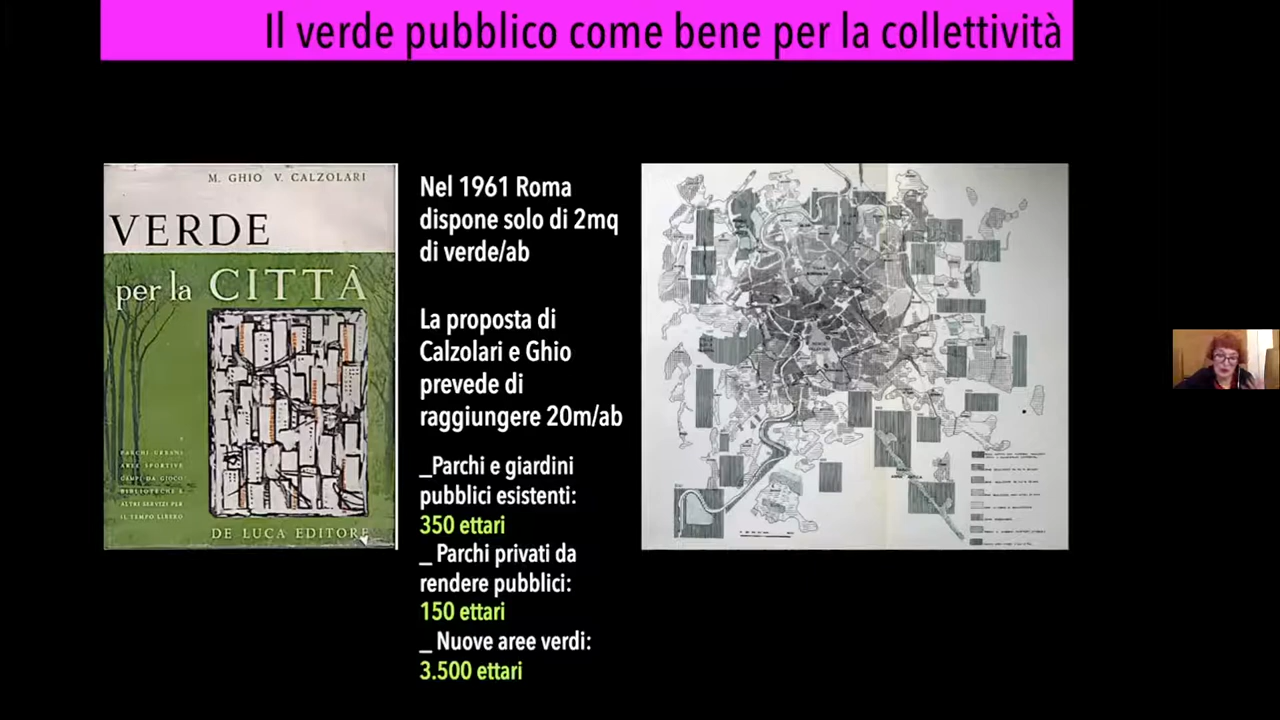 Il verde pubblico come bene per la collettività
M. GHIO V. CALZOLARI
VERDE
per la CITTÀ
PARCHI URBANI
AREE SPORTIVE
CAMPI DA GIOCO
BIBLIOTECHE E
ALTRI SERVIZI PER
IL TEMPO LIBERO
DE LUCA EDITORE
Nel 1961 Roma
dispone solo di 2mq
di verde/ab
La proposta di
Calzolari e Ghio
prevede di
raggiungere 20m/ab
_Parchi e giardini
pubblici esistenti:
350 ettari
_ Parchi privati da
rendere pubblici:
150 ettari
_ Nuove aree verdi:
3.500 ettari